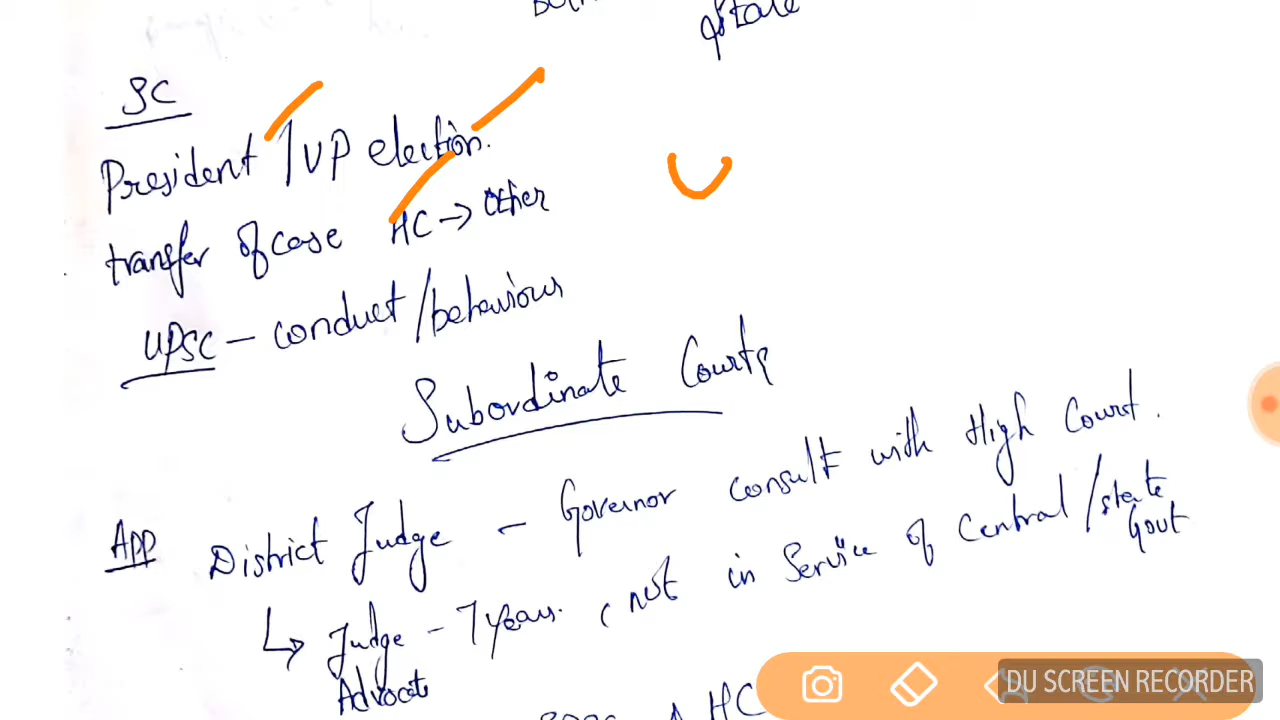 of state
SC
President / VP election.
transfer of case HC → Other
UPSC - conduct / behaviour
Subordinate Courts
App District Judge - Governor consult with High Court.
↳ Judge - 7 years. ( not in service of Central / state Govt
Advocate
HC
DU SCREEN RECORDER